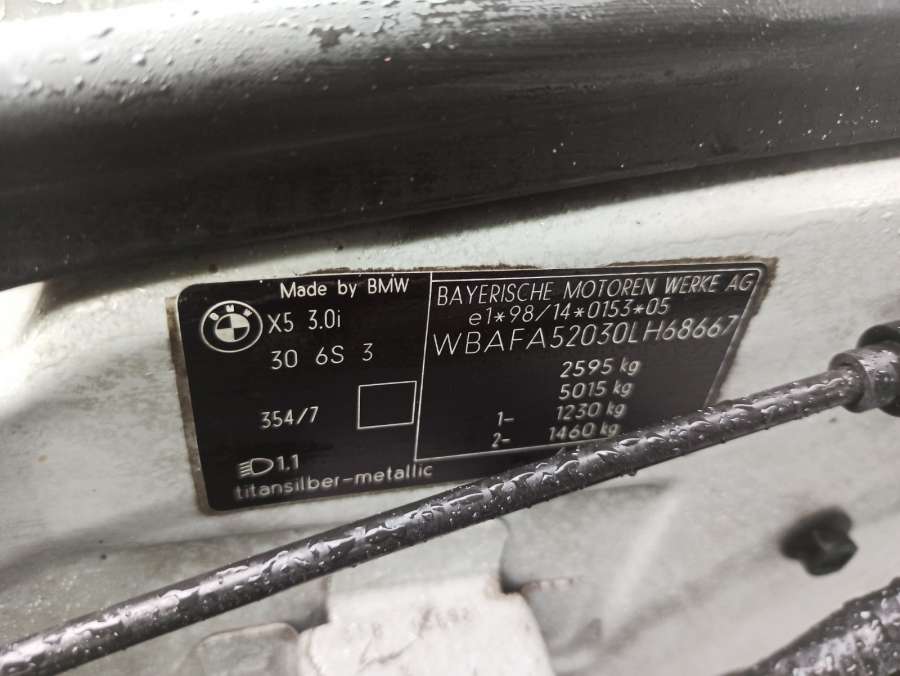 Made by BMW
BMW
X5 3.0i
30 6S 3
354/7
1.1
titansilber-metallic
BAYERISCHE MOTOREN WERKE AG
e1*98/14*0153*05
WBAFA52030LH68667
2595 kg
5015 kg
1- 1230 kg
2- 1460 kg